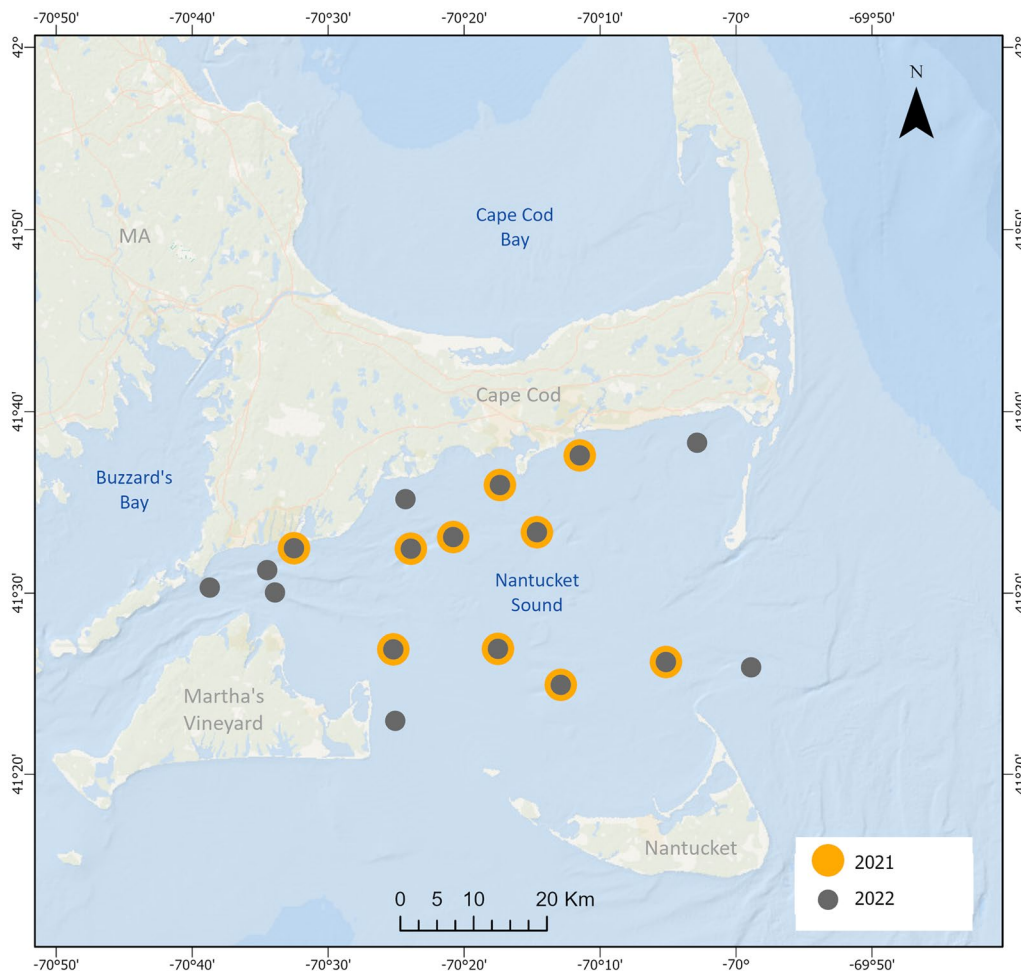 -70°50' -70°40' -70°30' -70°20' -70°10' -70° -69°50'
42° 42°
N
Cape Cod
Bay
MA
41°50' 41°50'
Cape Cod
41°40' 41°40'
Buzzard's
Bay
Nantucket
Sound
41°30' 41°30'
Martha's
Vineyard
41°20' 41°20'
Nantucket
2021
2022
0 5 10 20 Km
-70°50' -70°40' -70°30' -70°20' -70°10' -70° -69°50'